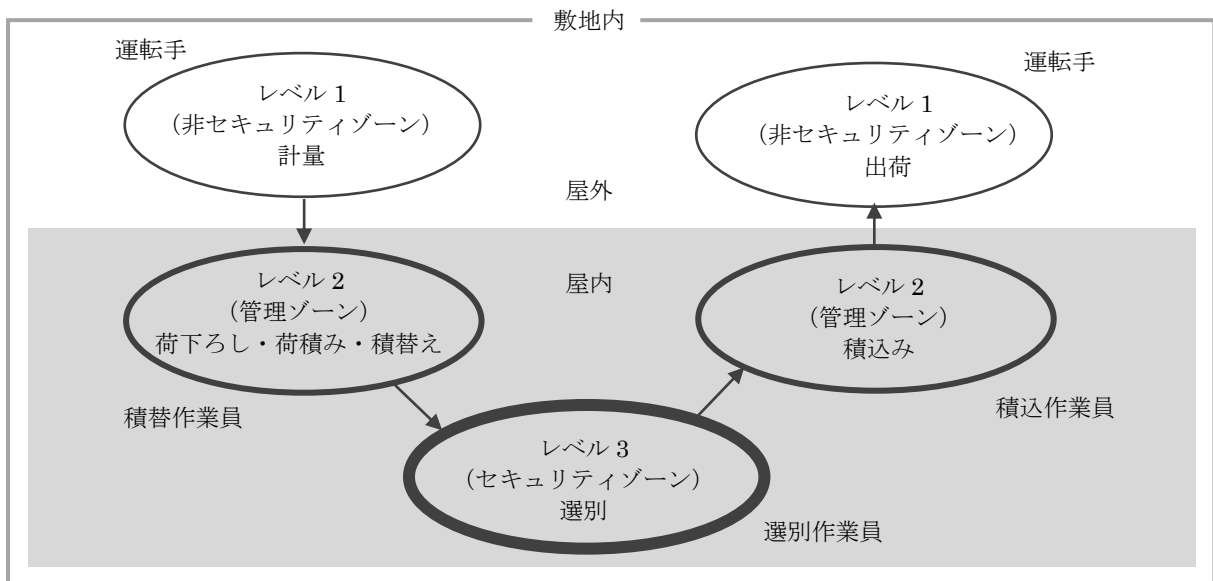 敷地内
運転手
レベル 1
（非セキュリティゾーン）
計量
運転手
レベル 1
（非セキュリティゾーン）
出荷
屋外
レベル 2
（管理ゾーン）
荷下ろし・荷積み・積替え
積替作業員
屋内
レベル 2
（管理ゾーン）
積込み
積込作業員
レベル 3
（セキュリティゾーン）
選別
選別作業員